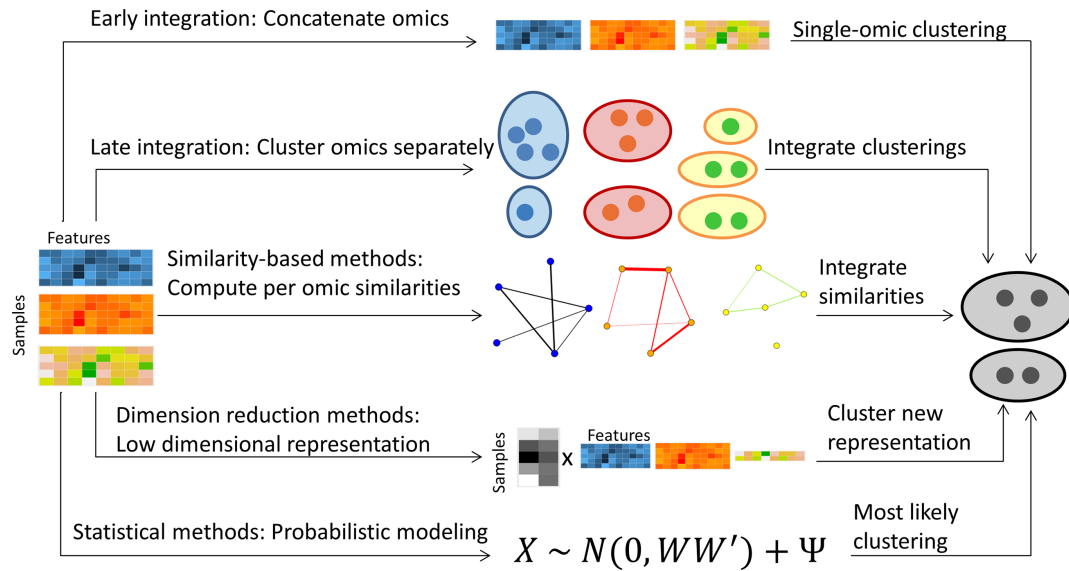 Early integration: Concatenate omics
Single-omic clustering
Late integration: Cluster omics separately
Integrate clusterings
Features
Samples
Similarity-based methods:
Compute per omic similarities
Integrate
similarities
Dimension reduction methods:
Low dimensional representation
Samples
x
Features
Cluster new
representation
Statistical methods: Probabilistic modeling
X ~ N(0, WW′) + Ψ
Most likely
clustering